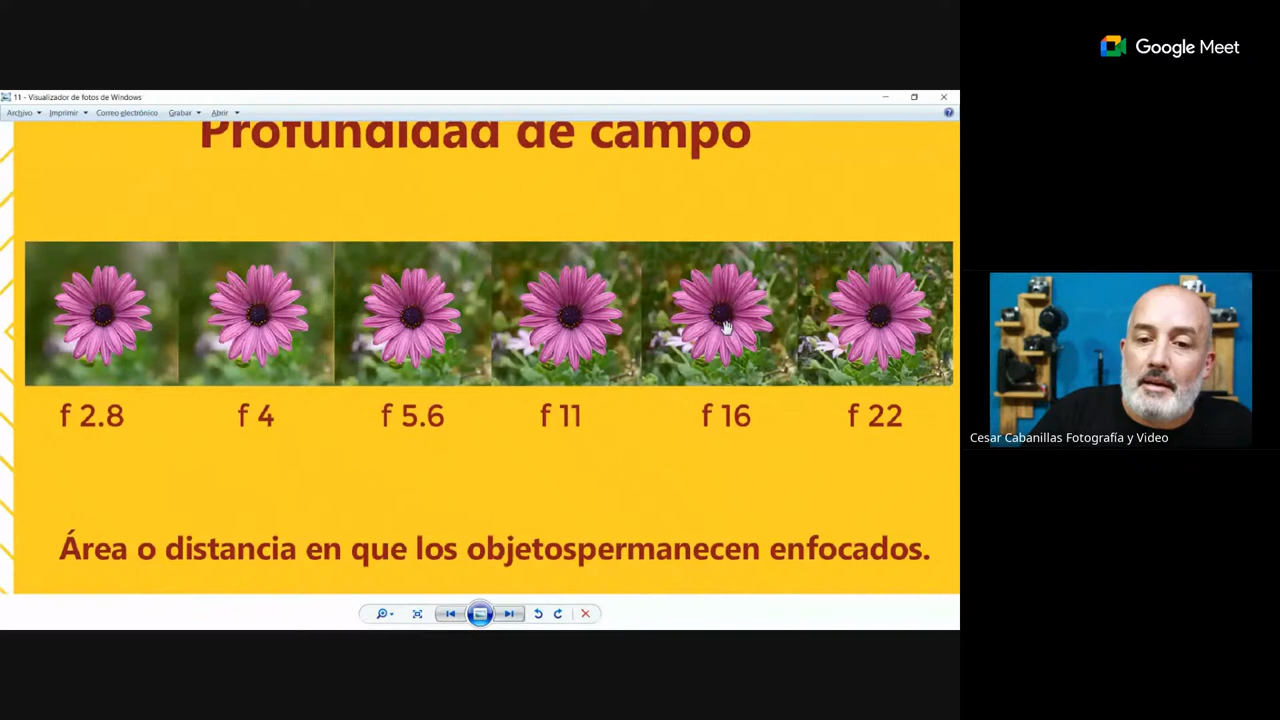 Google Meet
11 - Visualizador de fotos de Windows
Archivo Imprimir Correo electrónico Grabar Abrir
Profundidad de campo
f 2.8 f 4 f 5.6 f 11 f 16 f 22
Área o distancia en que los objetospermanecen enfocados.
Cesar Cabanillas Fotografía y Video